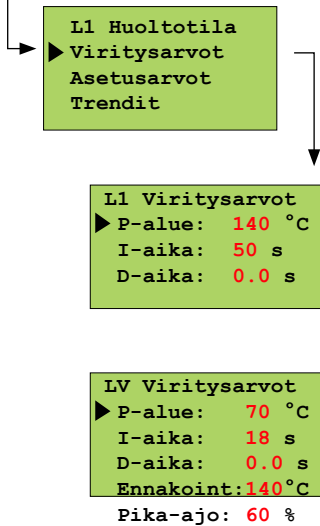 L1 Huoltotila
Viritysarvot
Asetusarvot
Trendit
L1 Viritysarvot
P-alue: 140 °C
I-aika: 50 s
D-aika: 0.0 s
LV Viritysarvot
P-alue: 70 °C
I-aika: 18 s
D-aika: 0.0 s
Ennakoint:140°C
Pika-ajo: 60 %